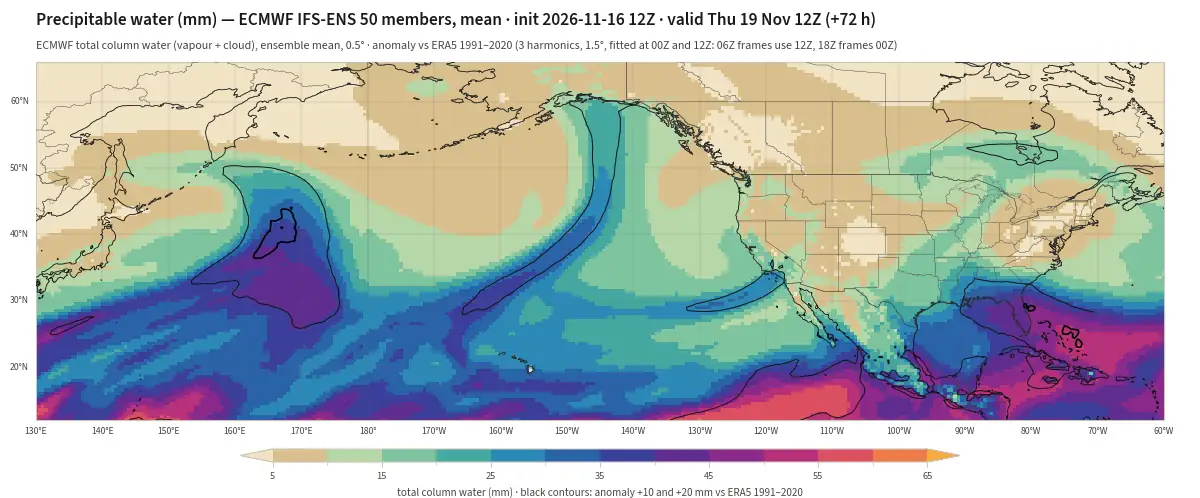 Precipitable water (mm) — ECMWF IFS-ENS 50 members, mean · init 2026-11-16 12Z · valid Thu 19 Nov 12Z (+72 h)
ECMWF total column water (vapour + cloud), ensemble mean, 0.5° · anomaly vs ERA5 1991–2020 (3 harmonics, 1.5°, fitted at 00Z and 12Z: 06Z frames use 12Z, 18Z frames 00Z)
60°N
50°N
40°N
30°N
20°N
130°E 140°E 150°E 160°E 170°E 180° 170°W 160°W 150°W 140°W 130°W 120°W 110°W 100°W 90°W 80°W 70°W 60°W
5 15 25 35 45 55 65
total column water (mm) · black contours: anomaly +10 and +20 mm vs ERA5 1991–2020